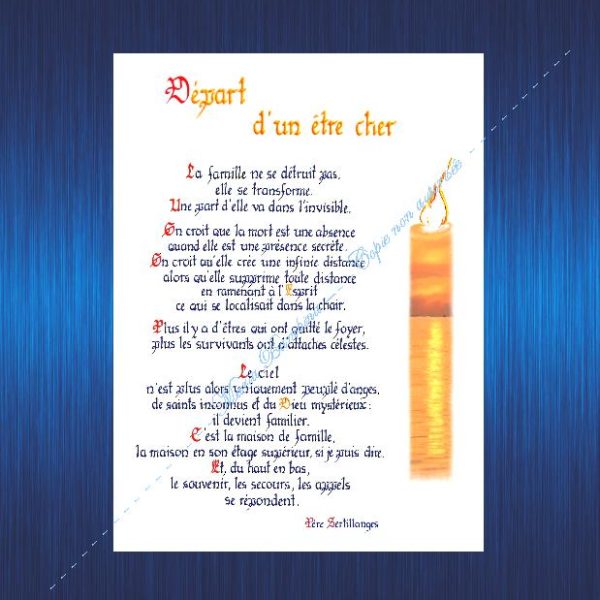 Départ
d'un être cher
La famille ne se détruit pas,
elle se transforme.
Une part d'elle va dans l'invisible.
On croit que la mort est une absence
quand elle est une présence secrète.
On croit qu'elle crée une infinie distance
alors qu'elle supprime toute distance
en ramenant à l'Esprit
ce qui se localisait dans la chair.
Plus il y a d'êtres qui ont quitté le foyer,
plus les survivants ont d'attaches célestes.
Le ciel
n'est plus alors uniquement peuplé d'anges,
de saints inconnus et du Dieu mystérieux :
il devient familier.
C'est la maison de famille,
la maison en son étage supérieur, si je puis dire.
Et, du haut en bas,
le souvenir, les secours, les appels
se répondent.
Père Sertillanges
Copie non autorisée